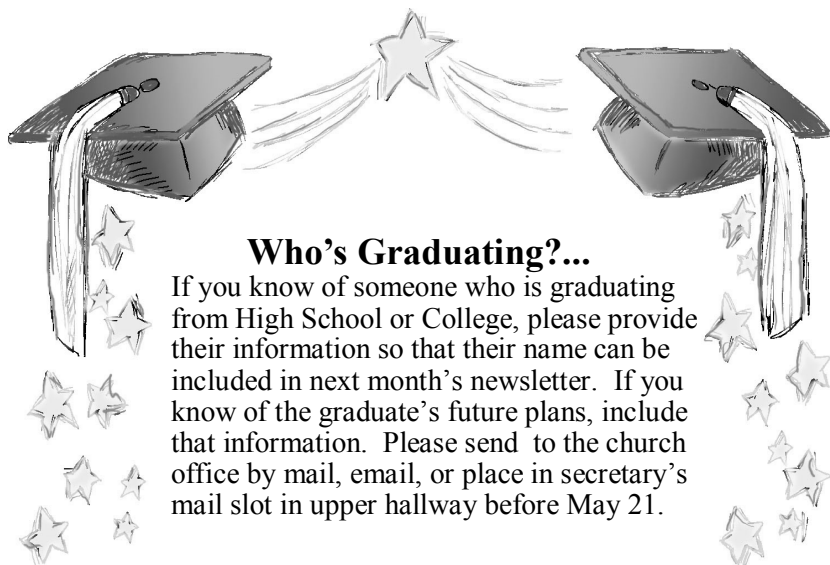 Who’s Graduating?...
If you know of someone who is graduating
from High School or College, please provide
their information so that their name can be
included in next month’s newsletter.  If you
know of the graduate’s future plans, include
that information.  Please send  to the church
office by mail, email, or place in secretary’s
mail slot in upper hallway before May 21.